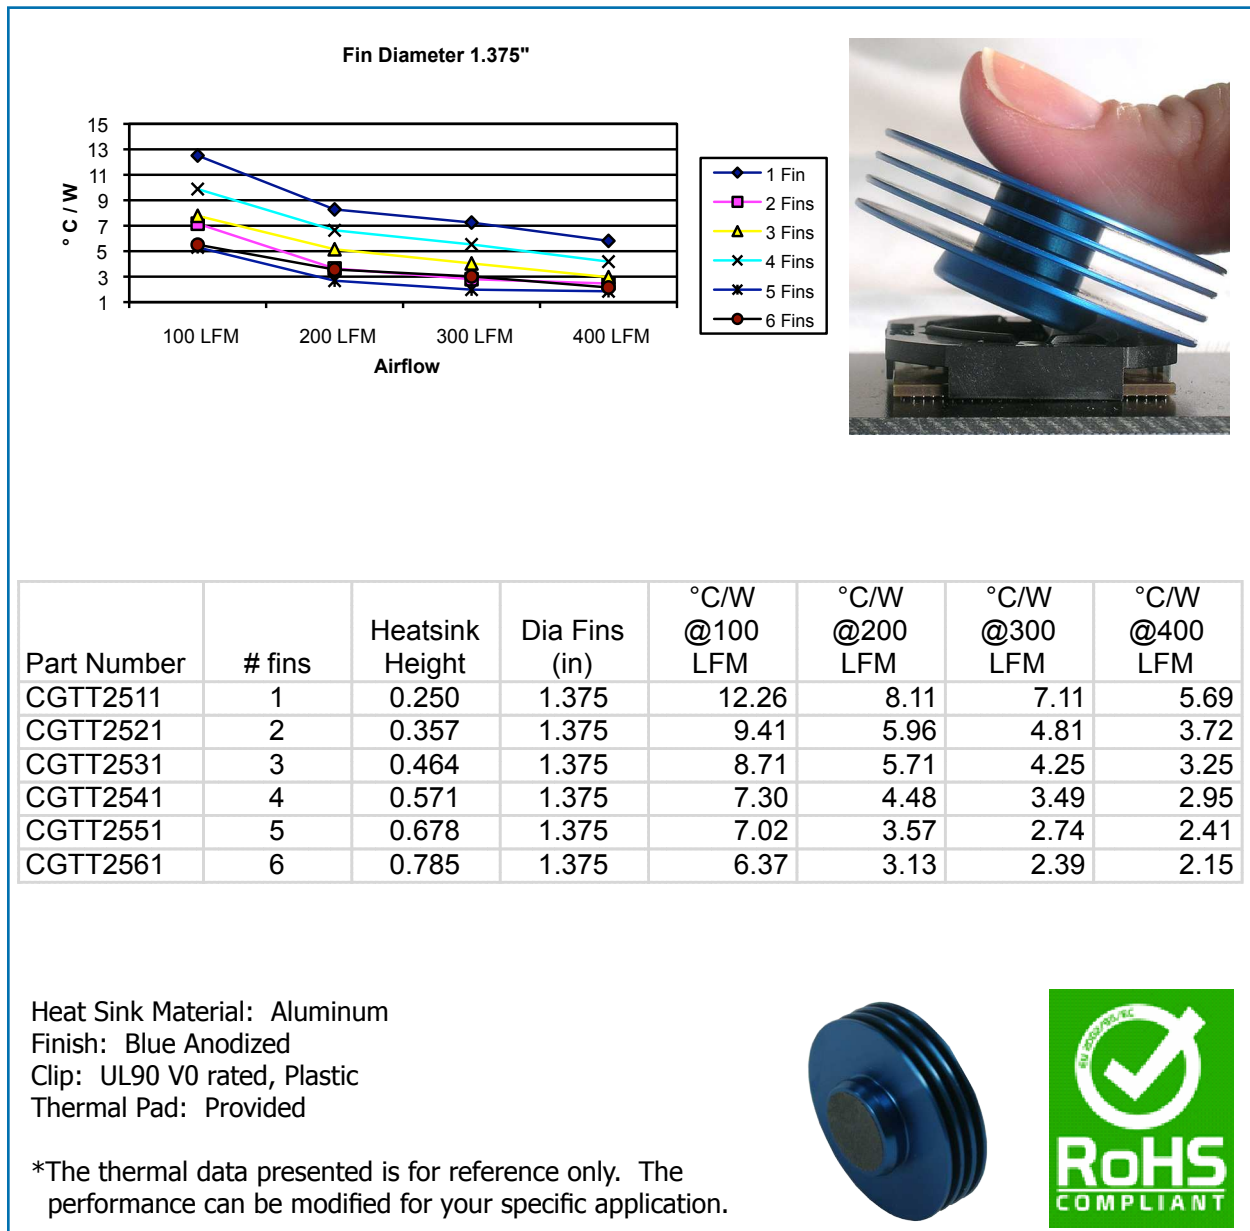 Fin Diameter 1.375"
15
13
11
9
7
5
3
1
° C / W
100 LFM 200 LFM 300 LFM 400 LFM
Airflow
1 Fin
2 Fins
3 Fins
4 Fins
5 Fins
6 Fins
Part Number # fins Heatsink Height Dia Fins (in) °C/W @100 LFM °C/W @200 LFM °C/W @300 LFM °C/W @400 LFM
CGTT2511 1 0.250 1.375 12.26 8.11 7.11 5.69
CGTT2521 2 0.357 1.375 9.41 5.96 4.81 3.72
CGTT2531 3 0.464 1.375 8.71 5.71 4.25 3.25
CGTT2541 4 0.571 1.375 7.30 4.48 3.49 2.95
CGTT2551 5 0.678 1.375 7.02 3.57 2.74 2.41
CGTT2561 6 0.785 1.375 6.37 3.13 2.39 2.15
Heat Sink Material: Aluminum
Finish: Blue Anodized
Clip: UL90 V0 rated, Plastic
Thermal Pad: Provided
*The thermal data presented is for reference only. The
performance can be modified for your specific application.
EU 2002/95/EC
RoHS
COMPLIANT